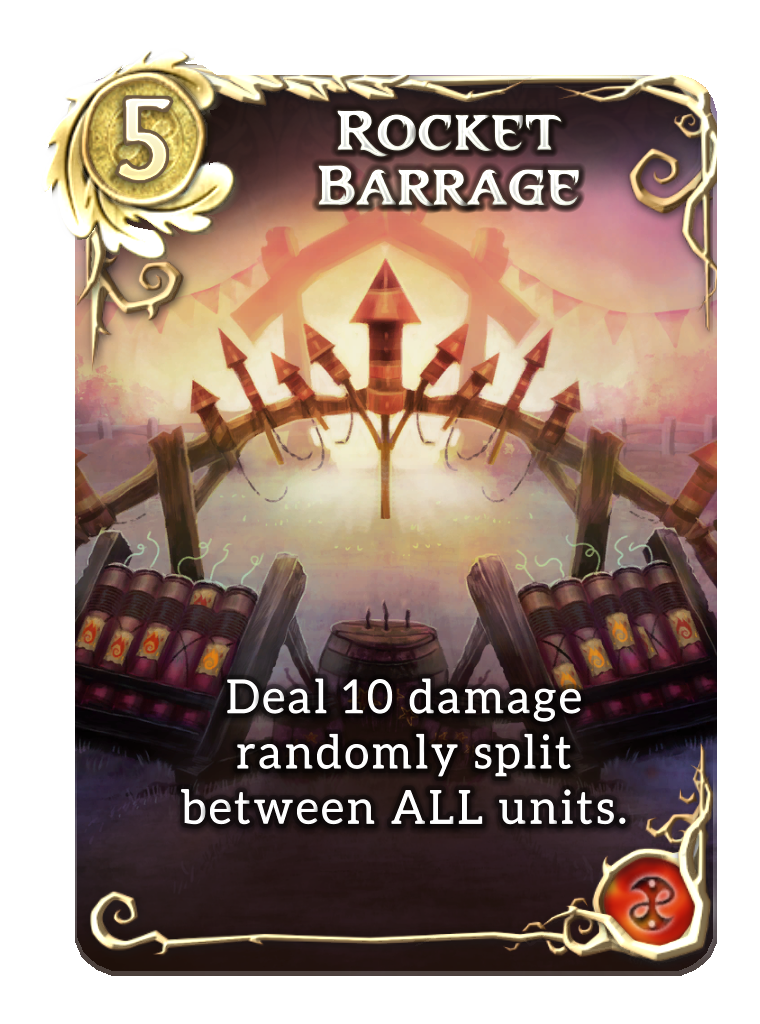 5
ROCKET
BARRAGE
Deal 10 damage
randomly split
between ALL units.